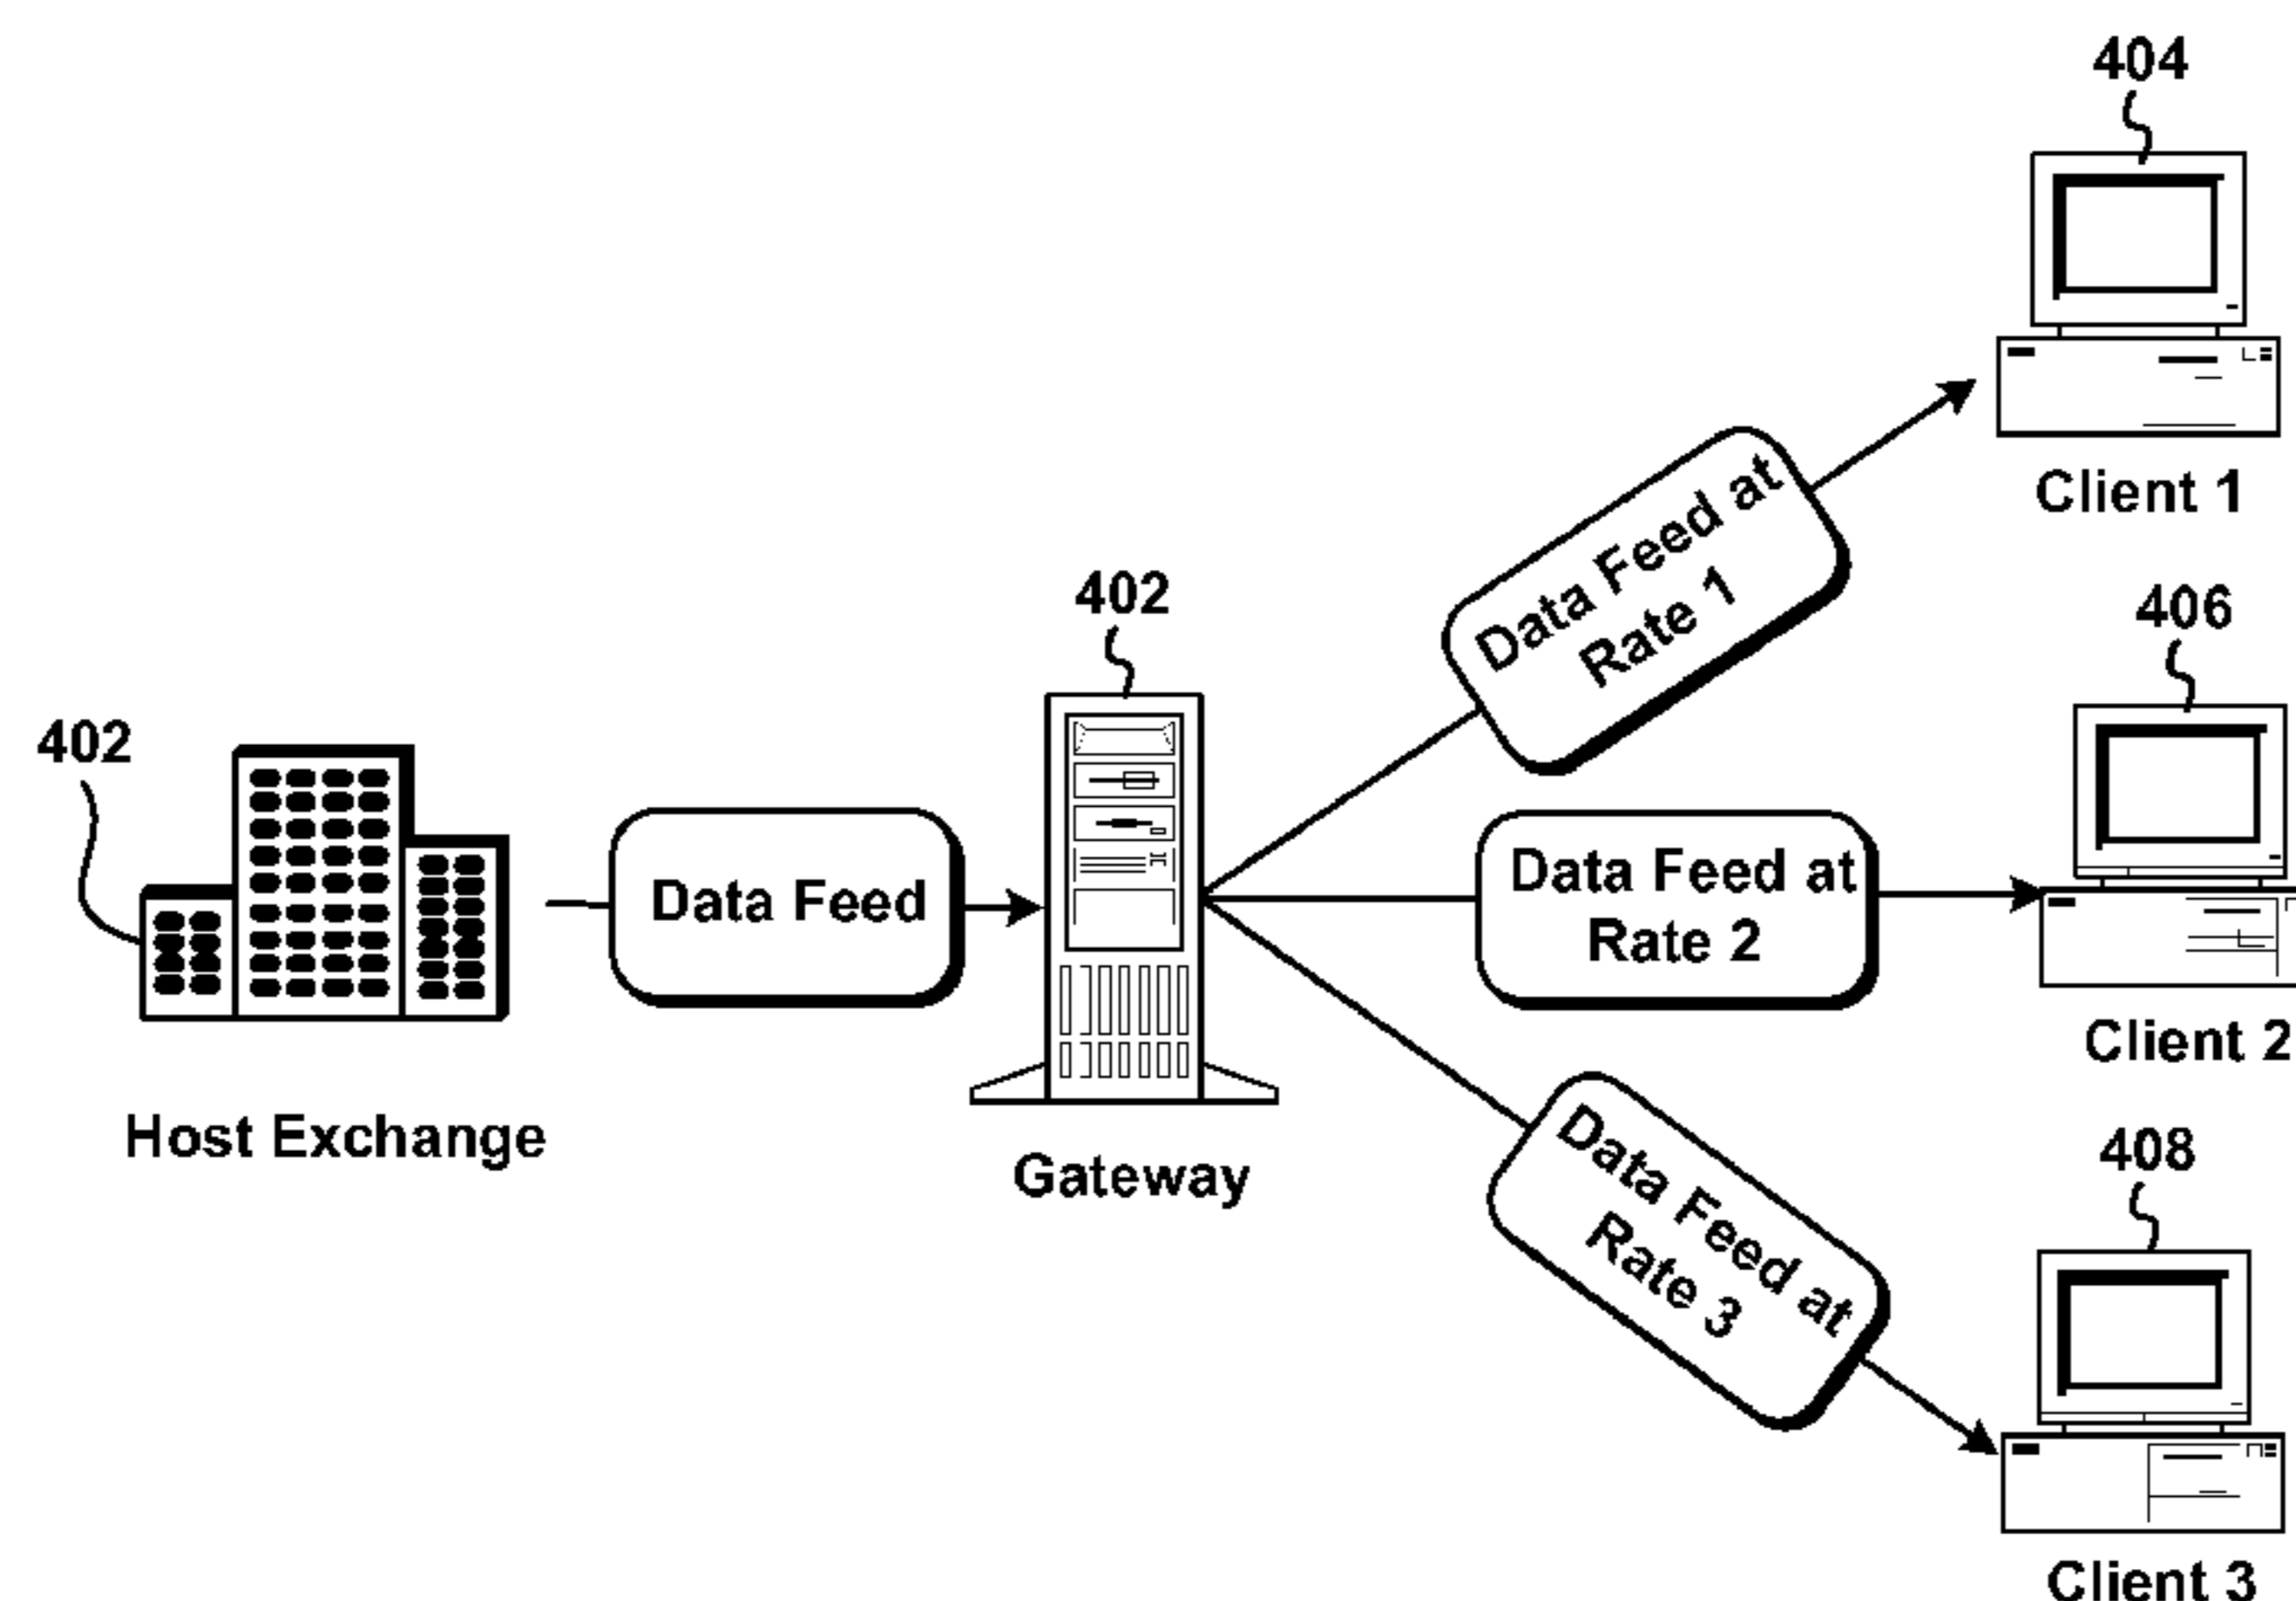 404
Client 1
Data Feed at
Rate 1
402
406
402
Data Feed
Data Feed at
Rate 2
Client 2
Host Exchange
Gateway
Data Feed at
Rate 3
408
Client 3